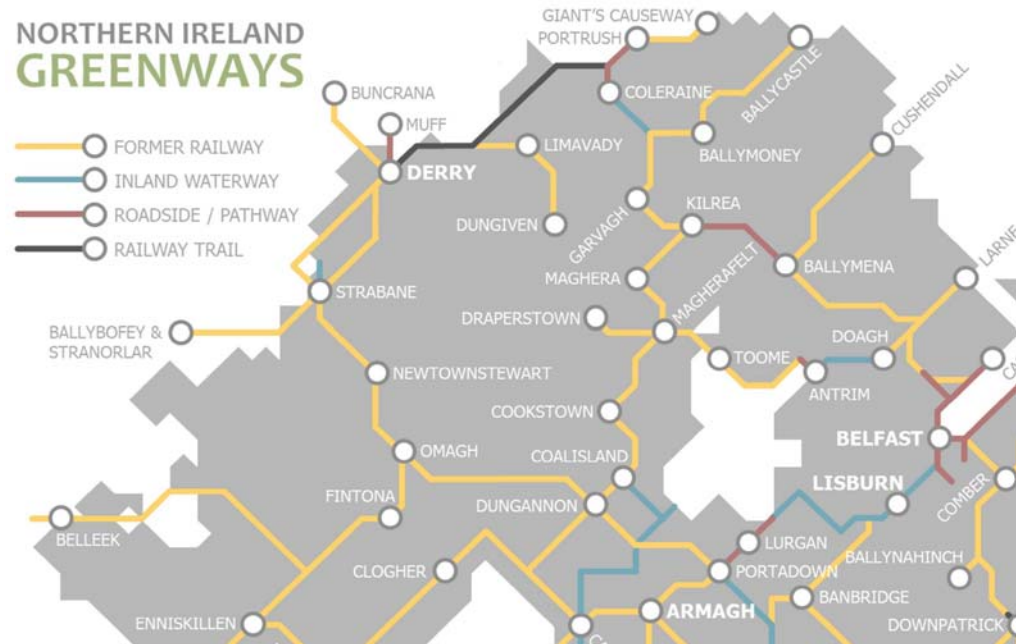 NORTHERN IRELAND
GREENWAYS
FORMER RAILWAY
INLAND WATERWAY
ROADSIDE / PATHWAY
RAILWAY TRAIL
GIANT'S CAUSEWAY
PORTRUSH
BUNCRANA
MUFF
DERRY
COLERAINE
BALLYCASTLE
CUSHENDALL
LIMAVADY
BALLYMONEY
DUNGIVEN
GARVAGH
KILREA
LARNE
MAGHERA
MAGHERAFELT
BALLYMENA
STRABANE
BALLYBOFEY &
STRANORLAR
DRAPERSTOWN
TOOME
DOAGH
ANTRIM
NEWTOWNSTEWART
COOKSTOWN
BELFAST
OMAGH
COALISLAND
LISBURN
COMBER
FINTONA
DUNGANNON
BELLEEK
LURGAN
BALLYNAHINCH
CLOGHER
PORTADOWN
BANBRIDGE
ARMAGH
ENNISKILLEN
DOWNPATRICK